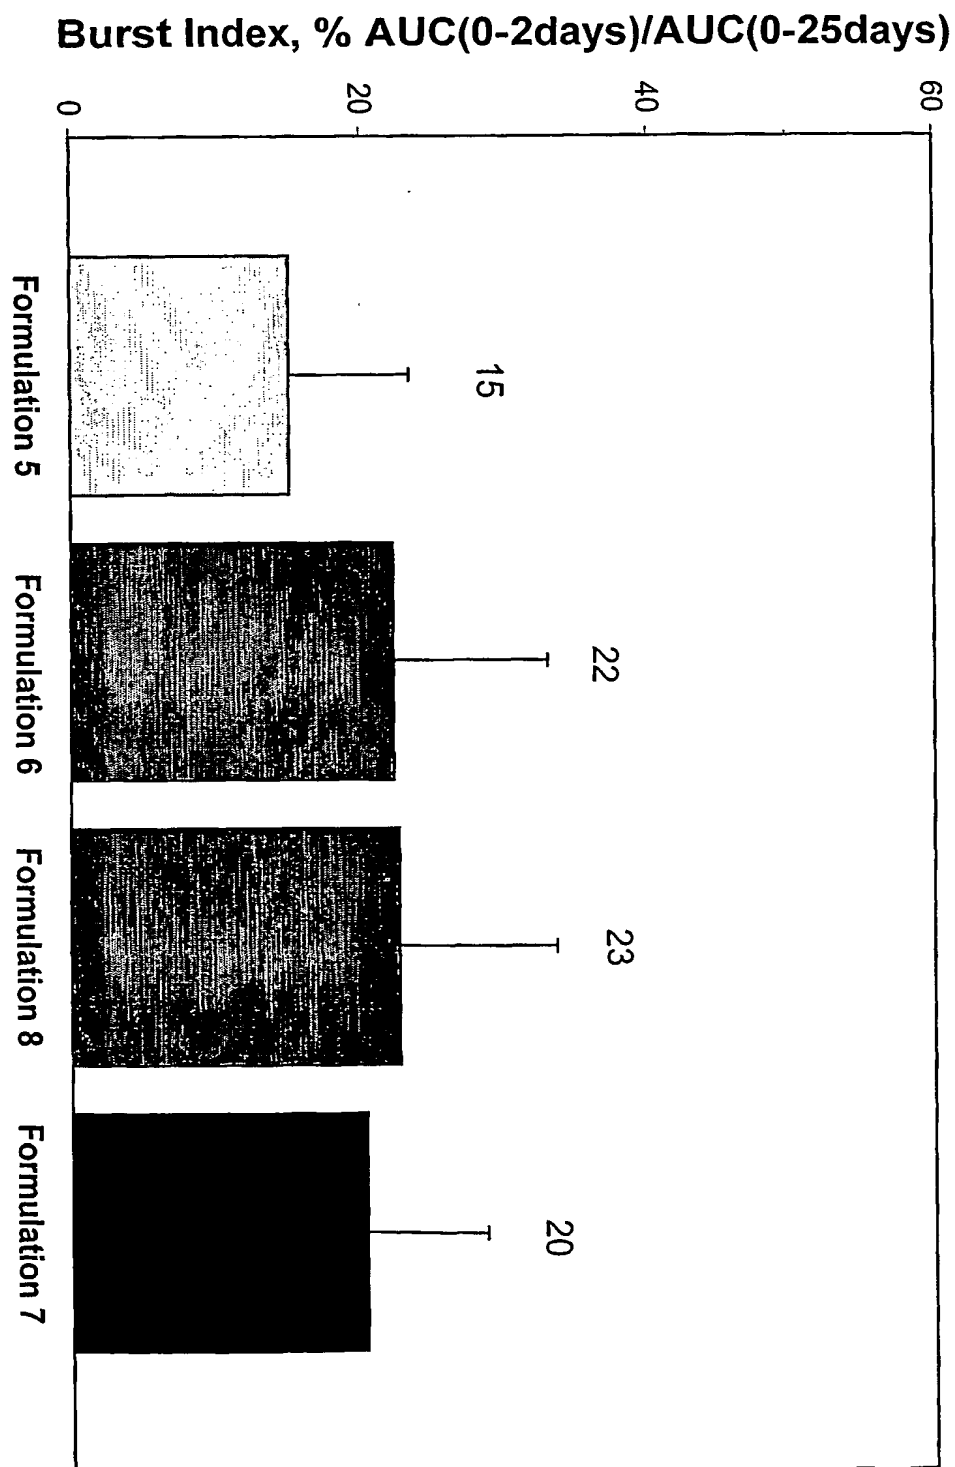 Burst Index, % AUC(0-2days)/AUC(0-25days)
60
40
20
0
15
22
23
20
Formulation 5
Formulation 6
Formulation 8
Formulation 7